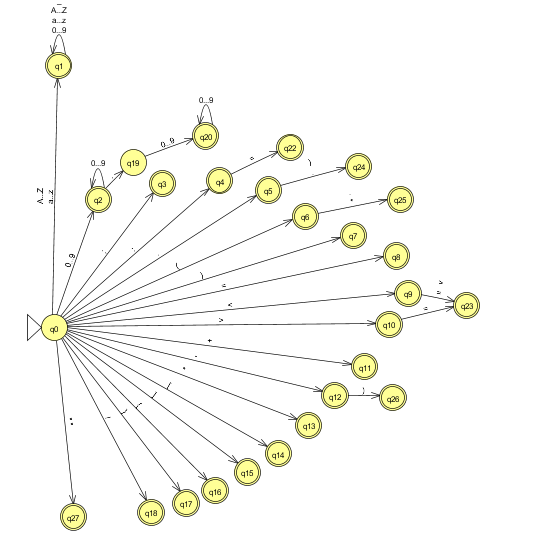 A...Z
a...z
0...9
q1
0...9
0...9
q20
q22
q19
0...9
q24
q3
q4
q5
A...Z
a...z
q2
q25
q6
0...9
q7
(
)
q8
=
q9
<
q23
=
>
q10
q0
+
q11
q12
)
q26
q13
q14
q15
q16
q17
q18
q27